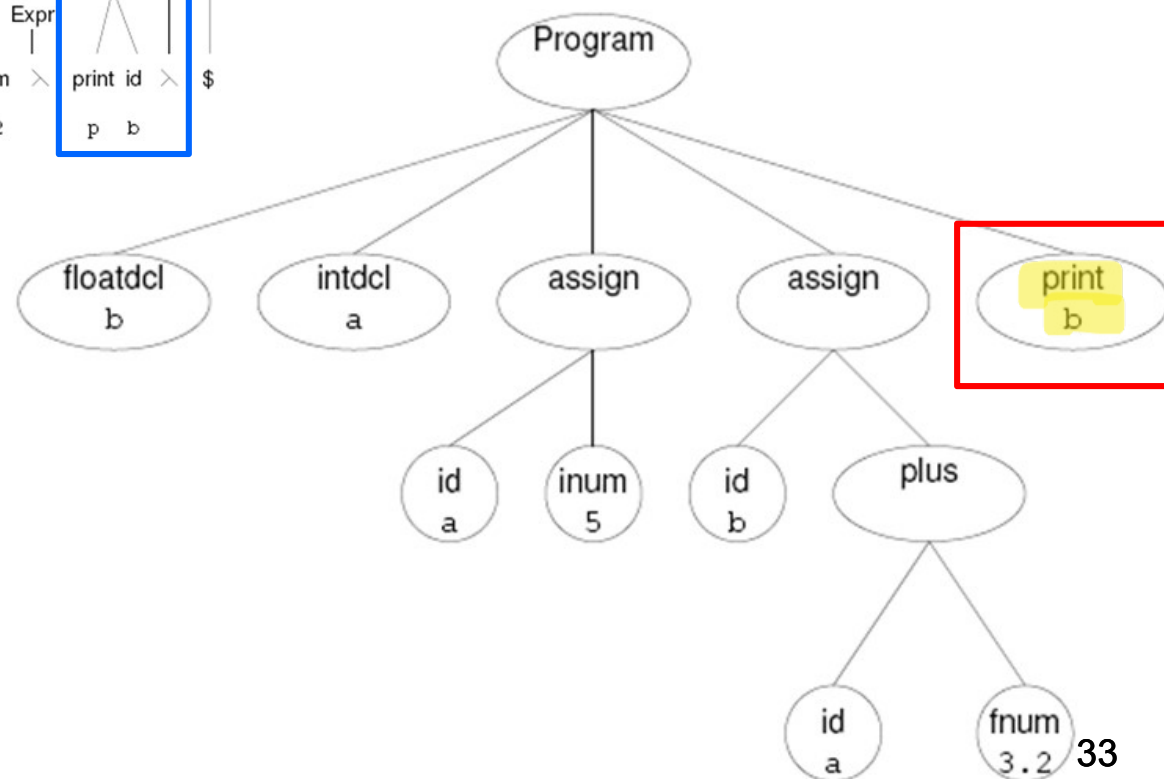 Expr
print id λ $
p b
Program
floatdcl
b
intdcl
a
assign
assign
print
b
id
a
inum
5
id
b
plus
id
a
fnum
3.2
33